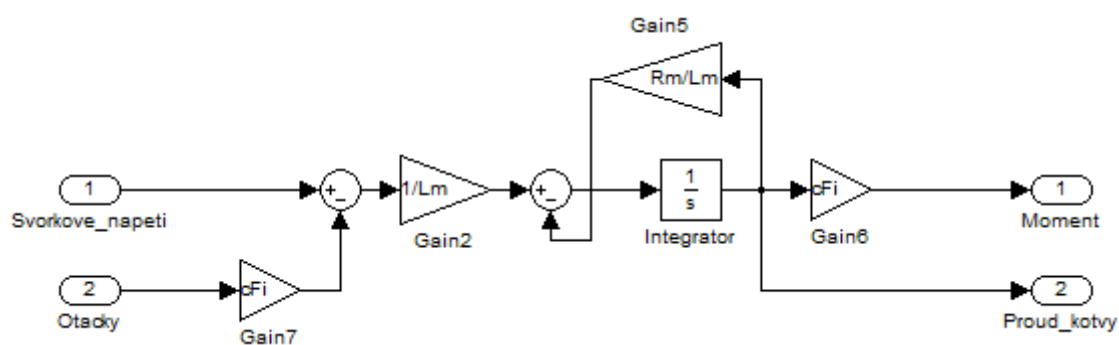 Gain5
Rm/Lm
1
Svorkove_napeti
+
−
1/Lm
Gain2
+
−
1
s
Integrator
cFi
Gain6
1
Moment
2
Otacky
cFi
Gain7
2
Proud_kotvy